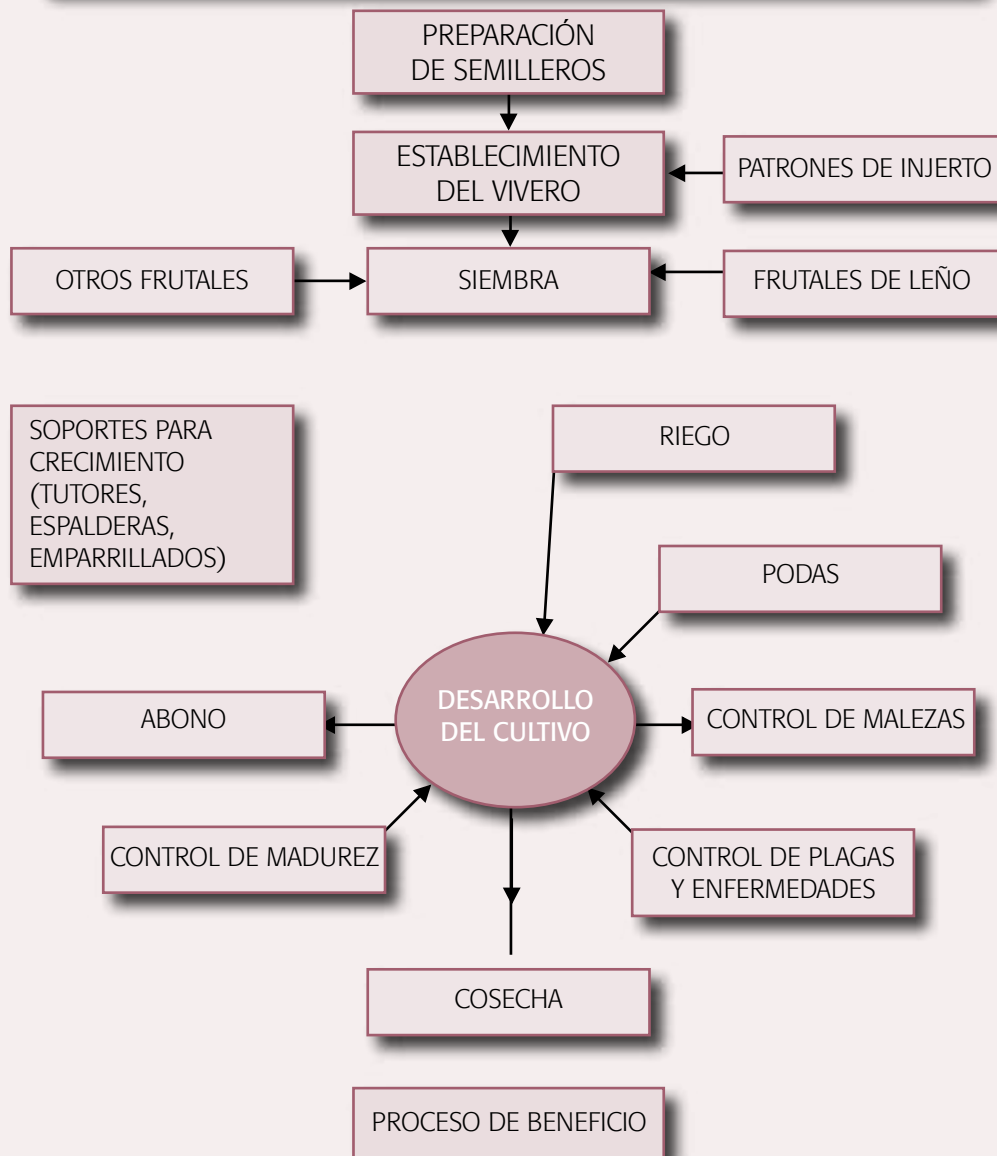 PREPARACIÓN
DE SEMILLEROS
ESTABLECIMIENTO
DEL VIVERO
PATRONES DE INJERTO
OTROS FRUTALES
SIEMBRA
FRUTALES DE LEÑO
SOPORTES PARA
CRECIMIENTO
(TUTORES,
ESPALDERAS,
EMPARRILLADOS)
RIEGO
PODAS
DESARROLLO
DEL CULTIVO
ABONO
CONTROL DE MALEZAS
CONTROL DE MADUREZ
CONTROL DE PLAGAS
Y ENFERMEDADES
COSECHA
PROCESO DE BENEFICIO